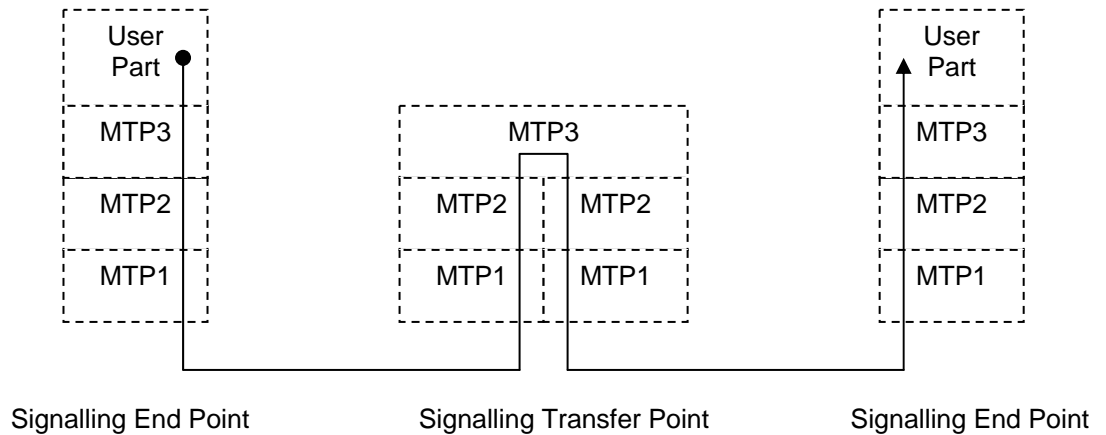 User
Part
User
Part
MTP3
MTP3
MTP3
MTP2
MTP2
MTP2
MTP2
MTP1
MTP1
MTP1
MTP1
Signalling End Point
Signalling Transfer Point
Signalling End Point